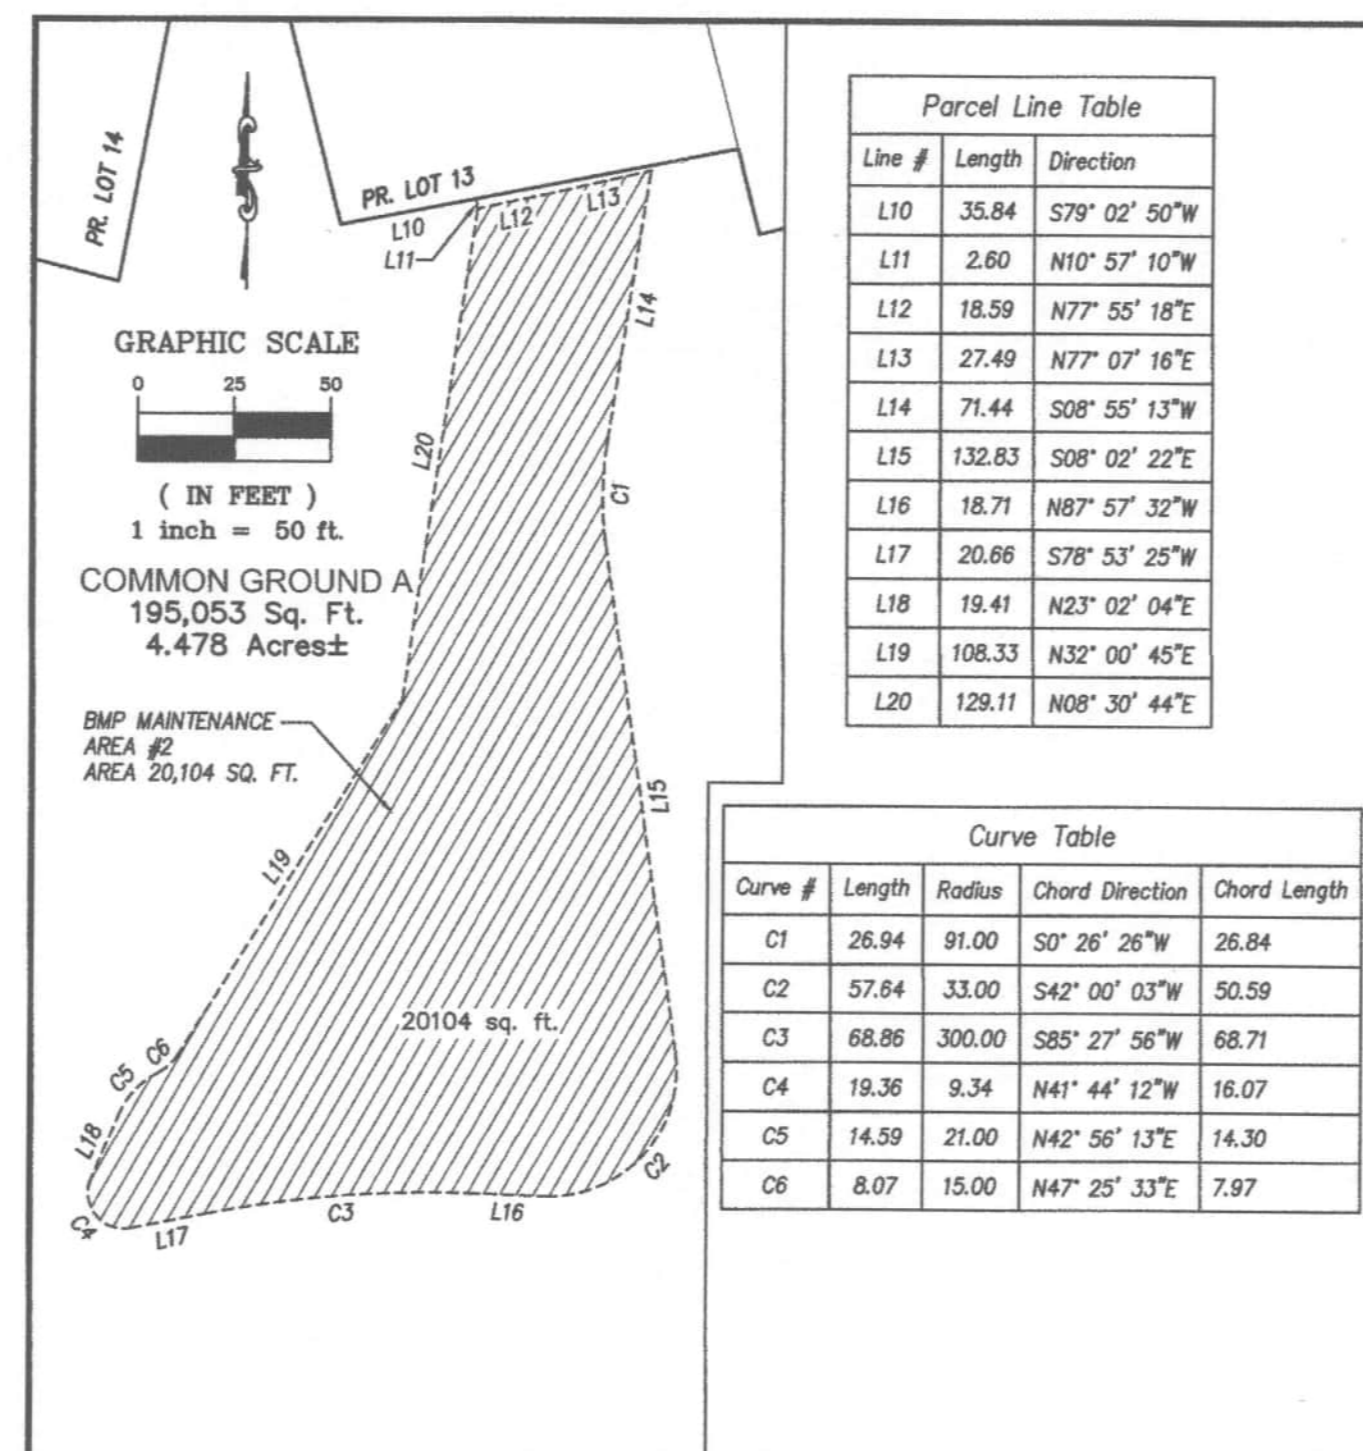 PR. LOT 14
PR. LOT 13
L10
L11
L12
L13
L14
GRAPHIC SCALE
0 25 50
( IN FEET )
1 inch = 50 ft.
L20
C1
COMMON GROUND A
195,053 Sq. Ft.
4.478 Acres±
BMP MAINTENANCE
AREA #2
AREA 20,104 SQ. FT.
L15
L19
20104 sq. ft.
C6
C5
L18
C4
L17
C3
L16
C2
Parcel Line Table
Line # Length Direction
L10 35.84 S79° 02' 50"W
L11 2.60 N10° 57' 10"W
L12 18.59 N77° 55' 18"E
L13 27.49 N77° 07' 16"E
L14 71.44 S08° 55' 13"W
L15 132.83 S08° 02' 22"E
L16 18.71 N87° 57' 32"W
L17 20.66 S78° 53' 25"W
L18 19.41 N23° 02' 04"E
L19 108.33 N32° 00' 45"E
L20 129.11 N08° 30' 44"E
Curve Table
Curve # Length Radius Chord Direction Chord Length
C1 26.94 91.00 S0° 26' 26"W 26.84
C2 57.64 33.00 S42° 00' 03"W 50.59
C3 68.86 300.00 S85° 27' 56"W 68.71
C4 19.36 9.34 N41° 44' 12"W 16.07
C5 14.59 21.00 N42° 56' 13"E 14.30
C6 8.07 15.00 N47° 25' 33"E 7.97